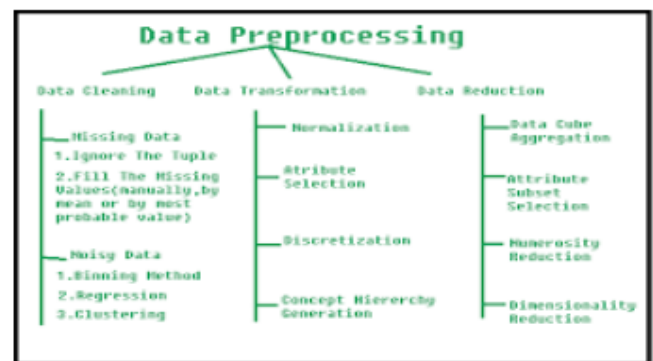 Data Preprocessing
Data Cleaning
Data Transformation
Data Reduction
Missing Data
1.Ignore The Tuple
2.Fill The Missing
Values(manually,by
mean or by most
probable value)
Noisy Data
1.Binning Method
2.Regression
3.Clustering
Normalization
Atribute
Selection
Discretization
Concept Hiererchy
Generation
Data Cube
Aggregation
Attribute
Subset
Selection
Numerosity
Reduction
Dimensionality
Reduction